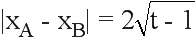 |x_A - x_B| = 2√(t - 1)